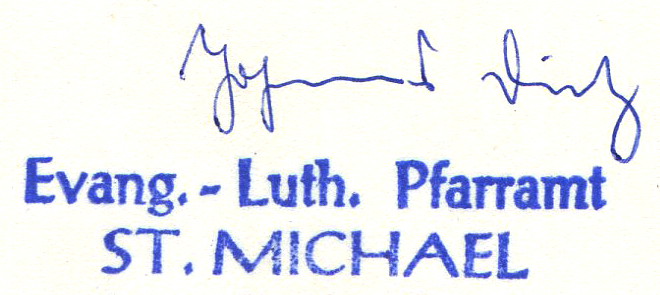 Evang.- Luth. Pfarramt
ST. MICHAEL